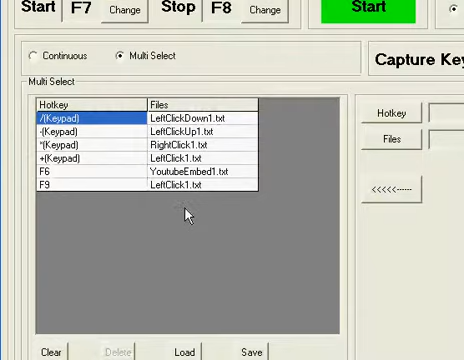 Start F7 Change Stop F8 Change Start
Continuous Multi Select Capture Key
Multi Select
Hotkey Files
/(Keypad) LeftClickDown1.txt
-(Keypad) LeftClickUp1.txt
*(Keypad) RightClick1.txt
+(Keypad) LeftClick1.txt
F6 YoutubeEmbed1.txt
F9 LeftClick1.txt
Hotkey
Files
<<<<<------
Clear Delete Load Save